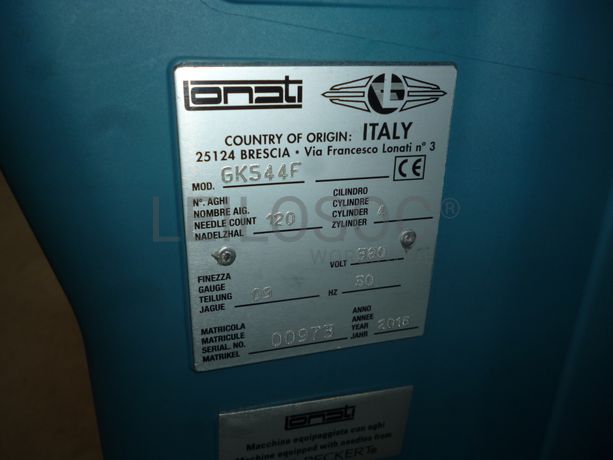 Lonati
COUNTRY OF ORIGIN: ITALY
25124 BRESCIA • Via Francesco Lonati n° 3
MOD. GK544F CE
N°. AGHI
NOMBRE AIG.
NEEDLE COUNT 120
NADELZHAL
CILINDRO
CYLINDRE
CYLINDER 4
ZYLINDER
LEILOSOC®
FINEZZA
GAUGE
TEILUNG 09
JAGUE
VOLT 380
HZ 50
MATRICOLA
MATRICULE
SERIAL. NO. 00973
MATRIKEL
ANNO
ANNEE
YEAR 2016
JAHR
Lonati
Macchina equipaggiata con aghi
Machine equipped with needles from